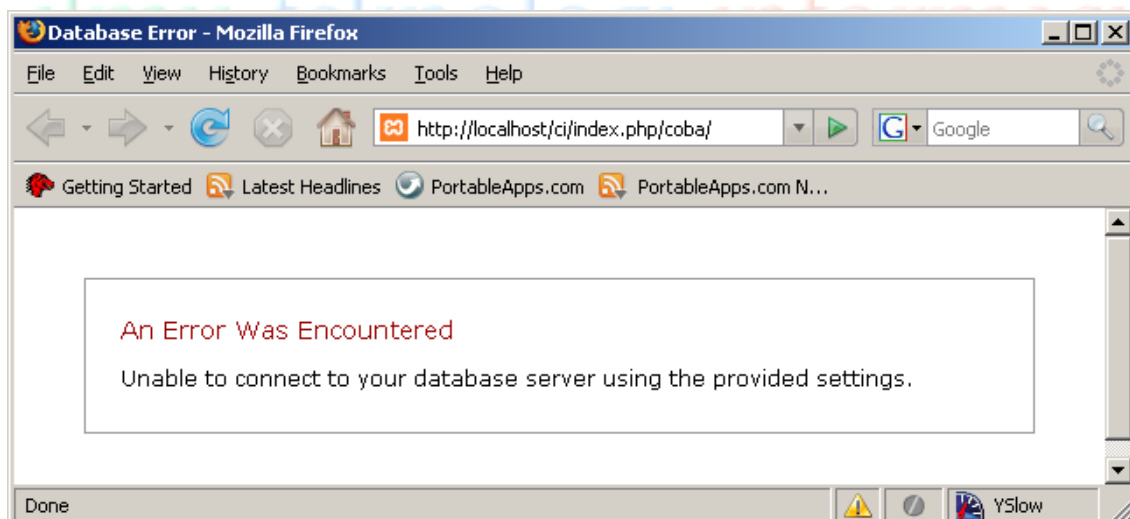 Database Error - Mozilla Firefox
File Edit View History Bookmarks Tools Help
http://localhost/ci/index.php/coba/ G Google
Getting Started Latest Headlines PortableApps.com PortableApps.com N...
An Error Was Encountered
Unable to connect to your database server using the provided settings.
Done YSlow